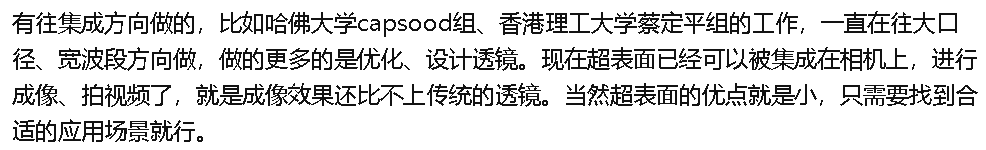 有往集成方向做的，比如哈佛大学capsood组、香港理工大学蔡定平组的工作，一直在往大口
径、宽波段方向做，做的更多的是优化、设计透镜。现在超表面已经可以被集成在相机上，进行
成像、拍视频了，就是成像效果还比不上传统的透镜。当然超表面的优点就是小，只需要找到合
适的应用场景就行。